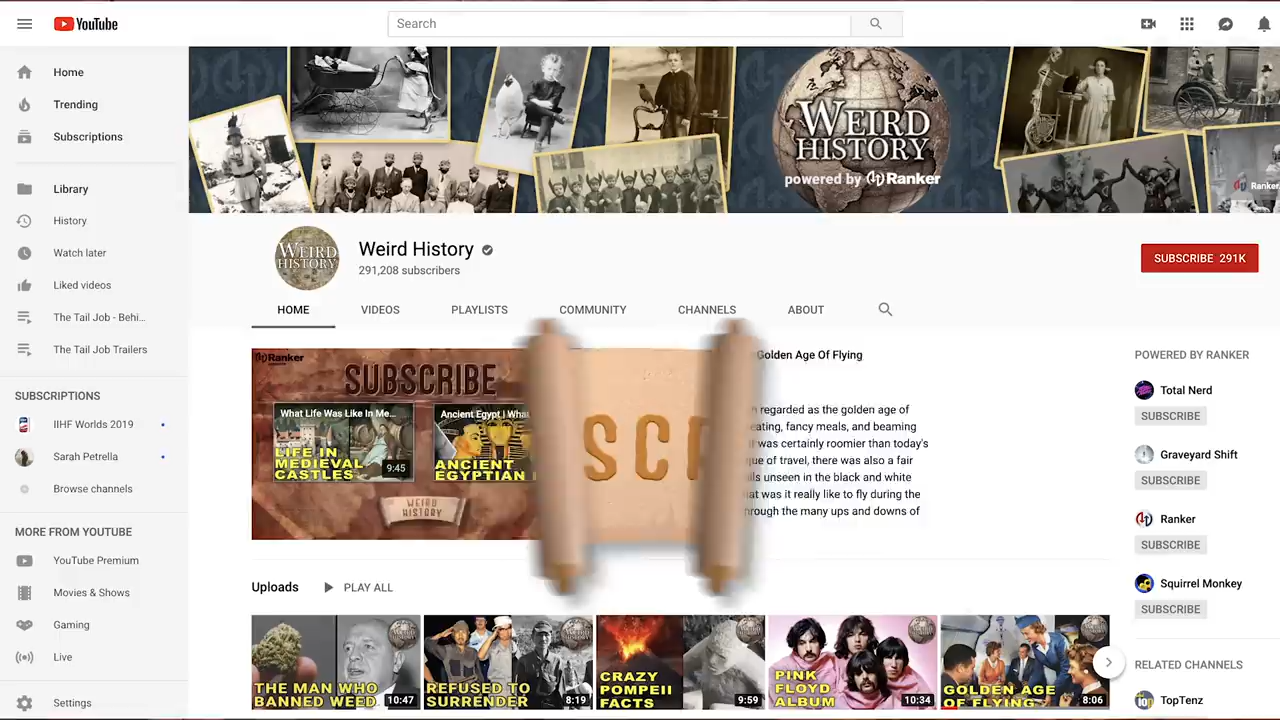 YouTube
Search
Home
Trending
Subscriptions
Library
History
Watch later
Liked videos
The Tail Job - Behi...
The Tail Job Trailers
SUBSCRIPTIONS
IIHF Worlds 2019
Sarah Petrella
Browse channels
MORE FROM YOUTUBE
YouTube Premium
Movies & Shows
Gaming
Live
Settings
WEIRD
HISTORY
powered by Ranker
Ranker
WEIRD
HISTORY
Weird History
291,208 subscribers
SUBSCRIBE 291K
HOME
VIDEOS
PLAYLISTS
COMMUNITY
CHANNELS
ABOUT
Ranker
SUBSCRIBE
What Life Was Like In Me...
LIFE IN
MEDIEVAL
CASTLES
9:45
Ancient Egypt | Wha
ANCIENT
EGYPTIAN
WEIRD
HISTORY
SCR
Golden Age Of Flying
regarded as the golden age of
eating, fancy meals, and beaming
was certainly roomier than today's
of travel, there was also a fair
unseen in the black and white
was it really like to fly during the
through the many ups and downs of
Uploads
PLAY ALL
THE MAN WHO
BANNED WEED
10:47
REFUSED TO
SURRENDER
8:19
CRAZY
POMPEII
FACTS
9:59
PINK
FLOYD
ALBUM
10:34
GOLDEN AGE
OF FLYING
8:06
POWERED BY RANKER
Total Nerd
SUBSCRIBE
Graveyard Shift
SUBSCRIBE
Ranker
SUBSCRIBE
Squirrel Monkey
SUBSCRIBE
RELATED CHANNELS
TopTenz